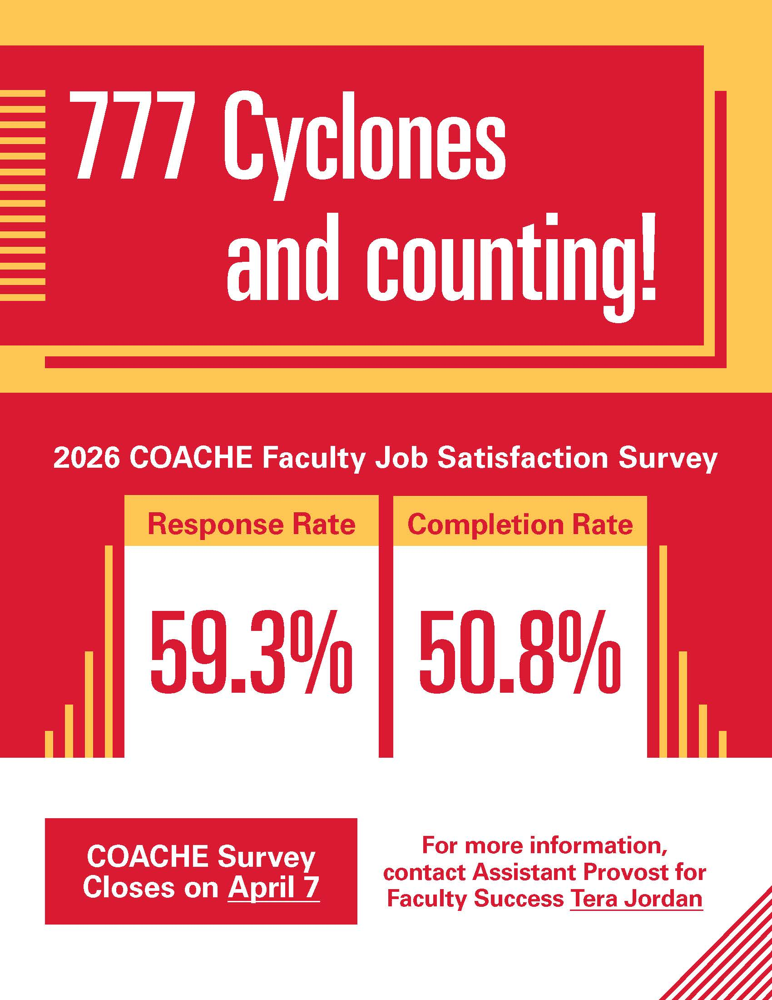 777 Cyclones
and counting!
2026 COACHE Faculty Job Satisfaction Survey
Response Rate
59.3%
Completion Rate
50.8%
COACHE Survey
Closes on April 7
For more information,
contact Assistant Provost for
Faculty Success Tera Jordan